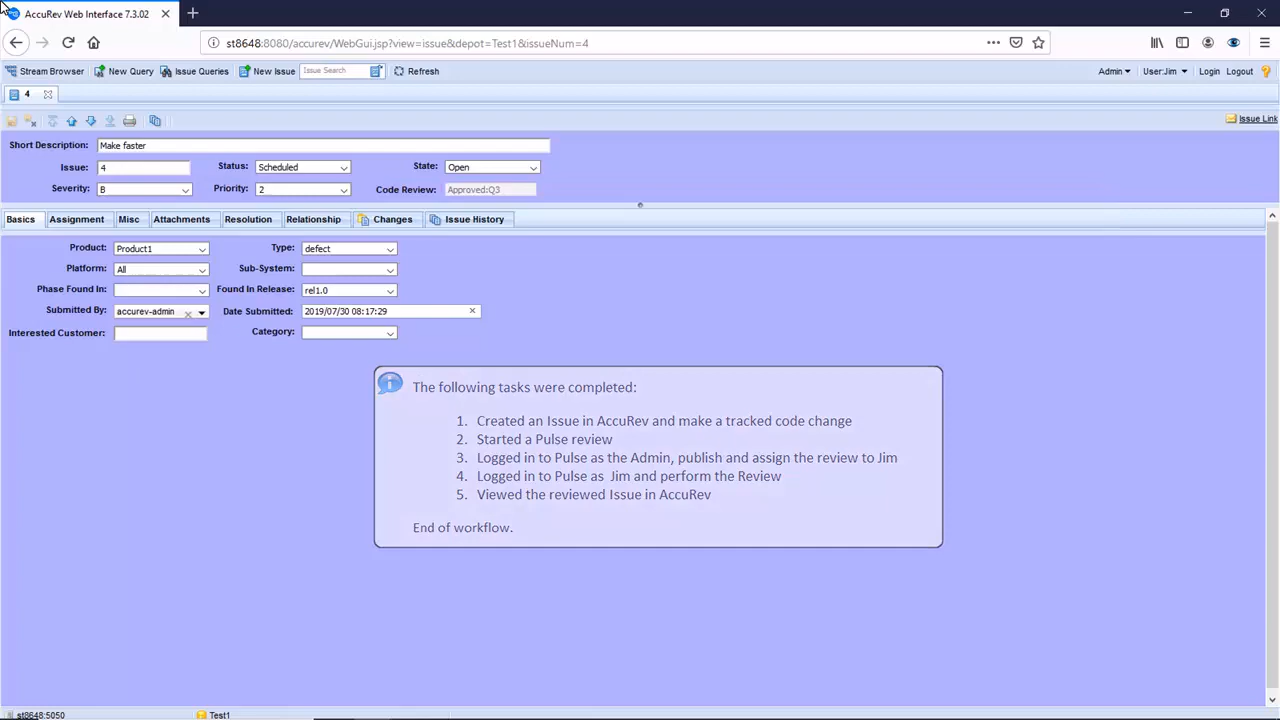 AccuRev Web Interface 7.3.02
st8648:8080/accurev/WebGui.jsp?view=issue&depot=Test1&issueNum=4
Stream Browser New Query Issue Queries New Issue Issue Search Refresh Admin User:Jim Login Logout
4
Issue Link
Short Description: Make faster
Issue: 4 Status: Scheduled State: Open
Severity: B Priority: 2 Code Review: Approved:Q3
Basics Assignment Misc Attachments Resolution Relationship Changes Issue History
Product: Product1 Type: defect
Platform: All Sub-System:
Phase Found In: Found In Release: rel1.0
Submitted By: accurev-admin Date Submitted: 2019/07/30 08:17:29
Interested Customer: Category:
The following tasks were completed:
1. Created an Issue in AccuRev and make a tracked code change
2. Started a Pulse review
3. Logged in to Pulse as the Admin, publish and assign the review to Jim
4. Logged in to Pulse as Jim and perform the Review
5. Viewed the reviewed Issue in AccuRev
End of workflow.
st8648:5050 Test1